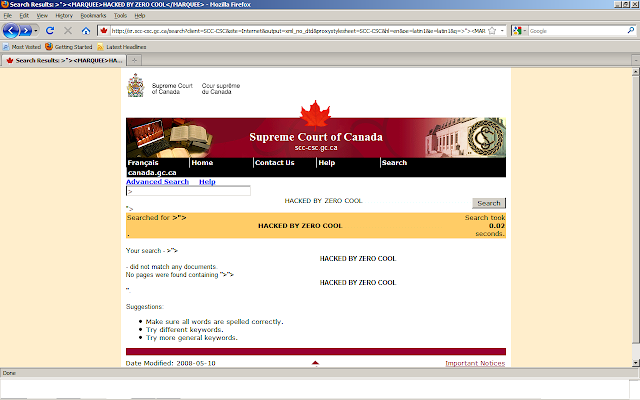 Search Results: >"><MARQUEE>HACKED BY ZERO COOL</MARQUEE> - Mozilla Firefox
File Edit View History Bookmarks Tools Help
http://sr.scc-csc.gc.ca/search?client=SCC-CSC&site=Internet&output=xml_no_dtd&proxystylesheet=SCC-CSC&hl=en&oe=latin1&ie=latin1&q=>"><MAR
Google
Most Visited Getting Started Latest Headlines
Search Results: >"><MARQUEE>HA...
Supreme Court of Canada Cour suprême du Canada
Supreme Court of Canada
scc-csc.gc.ca
Français Home Contact Us Help Search
canada.gc.ca
Advanced Search Help
>
HACKED BY ZERO COOL
Search
">
Searched for >">
HACKED BY ZERO COOL
Search took
0.02
seconds.
.
Your search - >">
HACKED BY ZERO COOL
- did not match any documents.
No pages were found containing ">">
HACKED BY ZERO COOL
"
Suggestions:
• Make sure all words are spelled correctly.
• Try different keywords.
• Try more general keywords.
Date Modified: 2008-05-10 Important Notices
Done